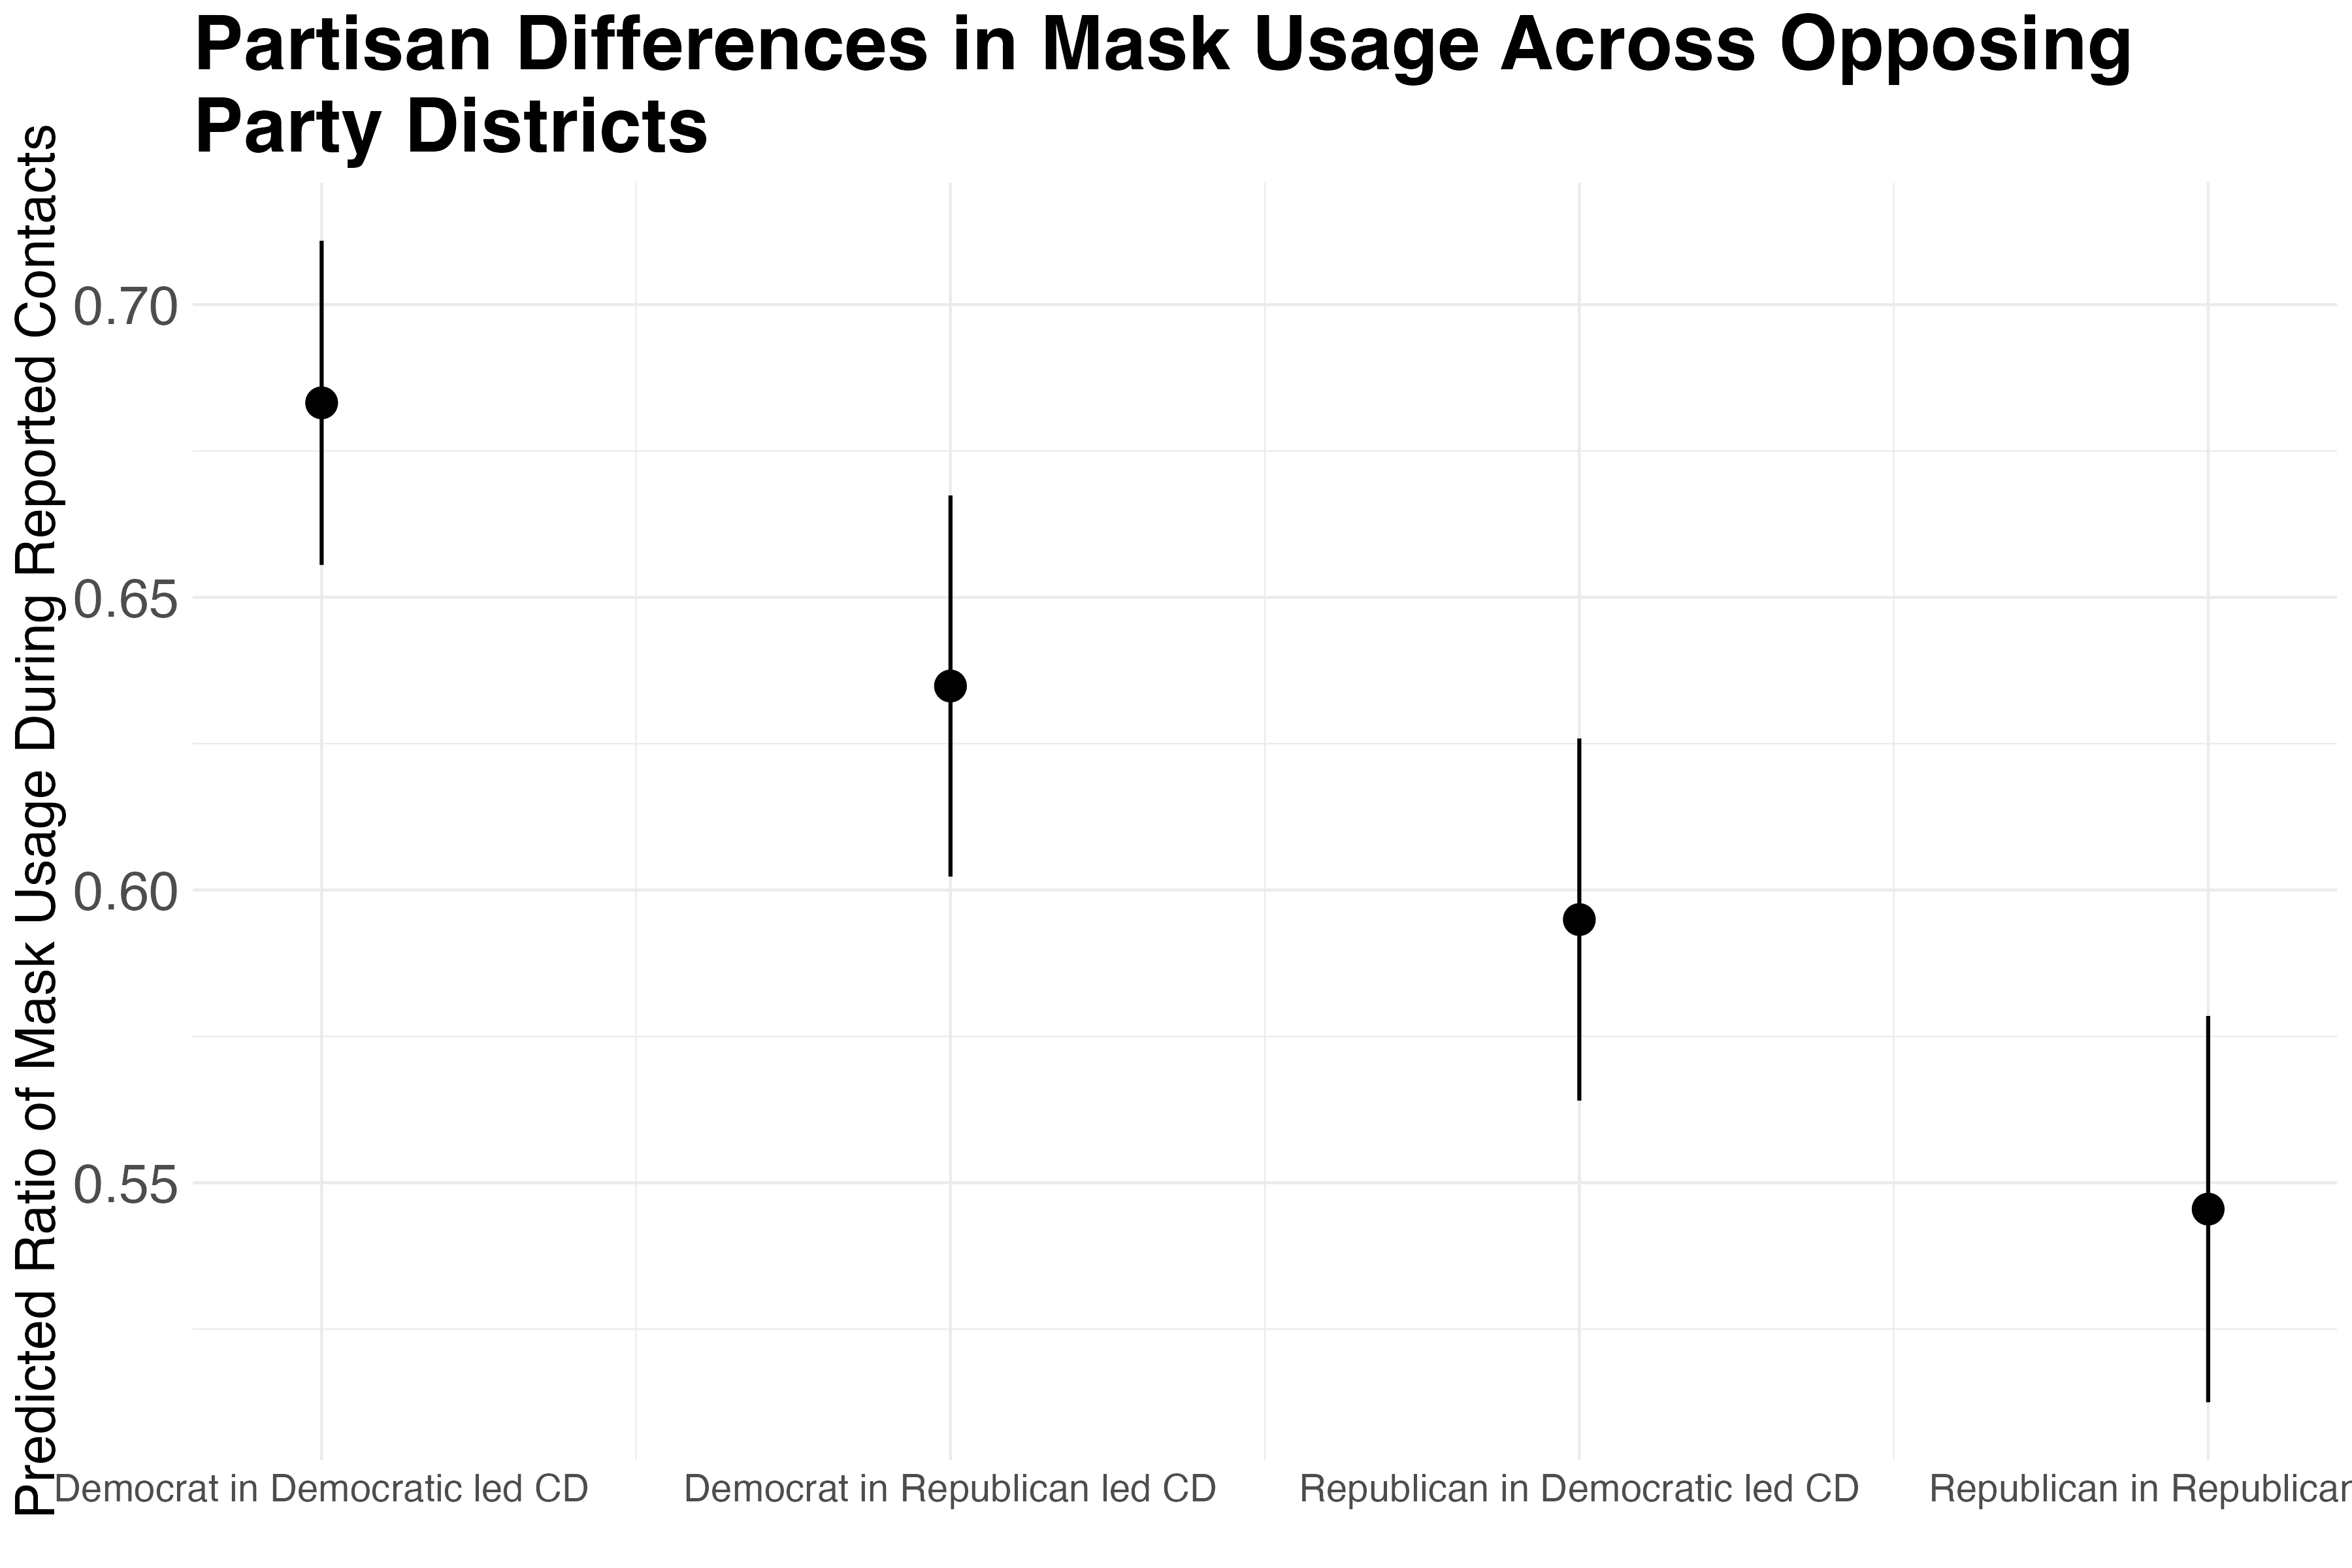 Partisan Differences in Mask Usage Across Opposing
Party Districts
Predicted Ratio of Mask Usage During Reported Contacts
0.70
0.65
0.60
0.55
Democrat in Democratic led CD
Democrat in Republican led CD
Republican in Democratic led CD
Republican in Republican